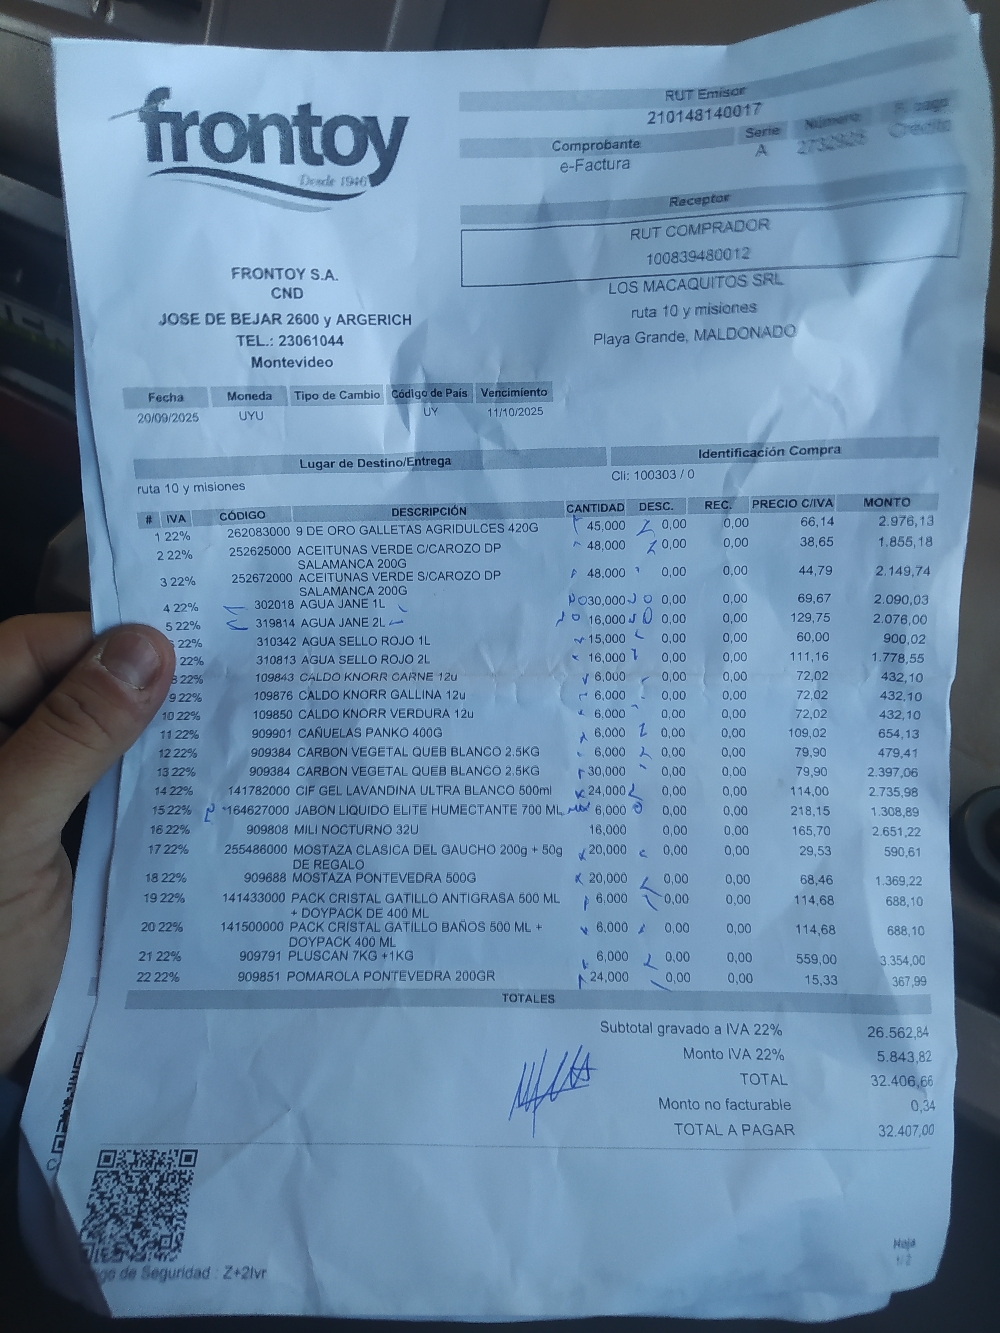 frontoy
Desde 1946
RUT Emisor
210148140017
Comprobante Serie Número
e-Factura A
Receptor
RUT COMPRADOR
100839480012
LOS MACAQUITOS SRL
ruta 10 y misiones
Playa Grande, MALDONADO
FRONTOY S.A.
CND
JOSE DE BEJAR 2600 y ARGERICH
TEL.: 23061044
Montevideo
Fecha Moneda Tipo de Cambio Código de País Vencimiento
20/09/2025 UYU UY 11/10/2025
Lugar de Destino/Entrega Identificación Compra
ruta 10 y misiones Cli: 100303 / 0
# IVA CÓDIGO DESCRIPCIÓN CANTIDAD DESC. REC. PRECIO C/IVA MONTO
1 22% 262083000 9 DE ORO GALLETAS AGRIDULCES 420G 45,000 0,00 0,00 66,14 2.976,13
2 22% 252625000 ACEITUNAS VERDE C/CAROZO DP 48,000 0,00 0,00 38,65 1.855,18
SALAMANCA 200G
3 22% 252672000 ACEITUNAS VERDE S/CAROZO DP 48,000 0,00 0,00 44,79 2.149,74
SALAMANCA 200G
4 22% 302018 AGUA JANE 1L 30,000 0,00 0,00 69,67 2.090,03
5 22% 319814 AGUA JANE 2L 16,000 0,00 0,00 129,75 2.076,00
22% 310342 AGUA SELLO ROJO 1L 15,000 0,00 0,00 60,00 900,02
22% 310813 AGUA SELLO ROJO 2L 16,000 0,00 0,00 111,16 1.778,55
8 22% 109843 CALDO KNORR CARNE 12u 6,000 0,00 0,00 72,02 432,10
9 22% 109876 CALDO KNORR GALLINA 12u 6,000 0,00 0,00 72,02 432,10
10 22% 109850 CALDO KNORR VERDURA 12u 6,000 0,00 0,00 72,02 432,10
11 22% 909901 CAÑUELAS PANKO 400G 6,000 0,00 0,00 109,02 654,13
12 22% 909384 CARBON VEGETAL QUEB BLANCO 2.5KG 6,000 0,00 0,00 79,90 479,41
13 22% 909384 CARBON VEGETAL QUEB BLANCO 2.5KG 30,000 0,00 0,00 79,90 2.397,06
14 22% 141782000 CIF GEL LAVANDINA ULTRA BLANCO 500ml 24,000 0,00 0,00 114,00 2.735,98
15 22% 164627000 JABON LIQUIDO ELITE HUMECTANTE 700 ML 6,000 0,00 0,00 218,15 1.308,89
16 22% 909808 MILI NOCTURNO 32U 16,000 0,00 0,00 165,70 2.651,22
17 22% 255486000 MOSTAZA CLASICA DEL GAUCHO 200g + 50g 20,000 0,00 0,00 29,53 590,61
DE REGALO
18 22% 909688 MOSTAZA PONTEVEDRA 500G 20,000 0,00 0,00 68,46 1.369,22
19 22% 141433000 PACK CRISTAL GATILLO ANTIGRASA 500 ML 6,000 0,00 0,00 114,68 688,10
+ DOYPACK DE 400 ML
20 22% 141500000 PACK CRISTAL GATILLO BAÑOS 500 ML + 6,000 0,00 0,00 114,68 688,10
DOYPACK 400 ML
21 22% 909791 PLUSCAN 7KG +1KG 6,000 0,00 0,00 559,00 3.354,00
22 22% 909851 POMAROLA PONTEVEDRA 200GR 24,000 0,00 0,00 15,33 367,99
TOTALES
Subtotal gravado a IVA 22% 26.562,84
Monto IVA 22% 5.843,82
TOTAL 32.406,66
Monto no facturable 0,34
TOTAL A PAGAR 32.407,00
Hoja
1/2
de Seguridad : Z+2Ivr